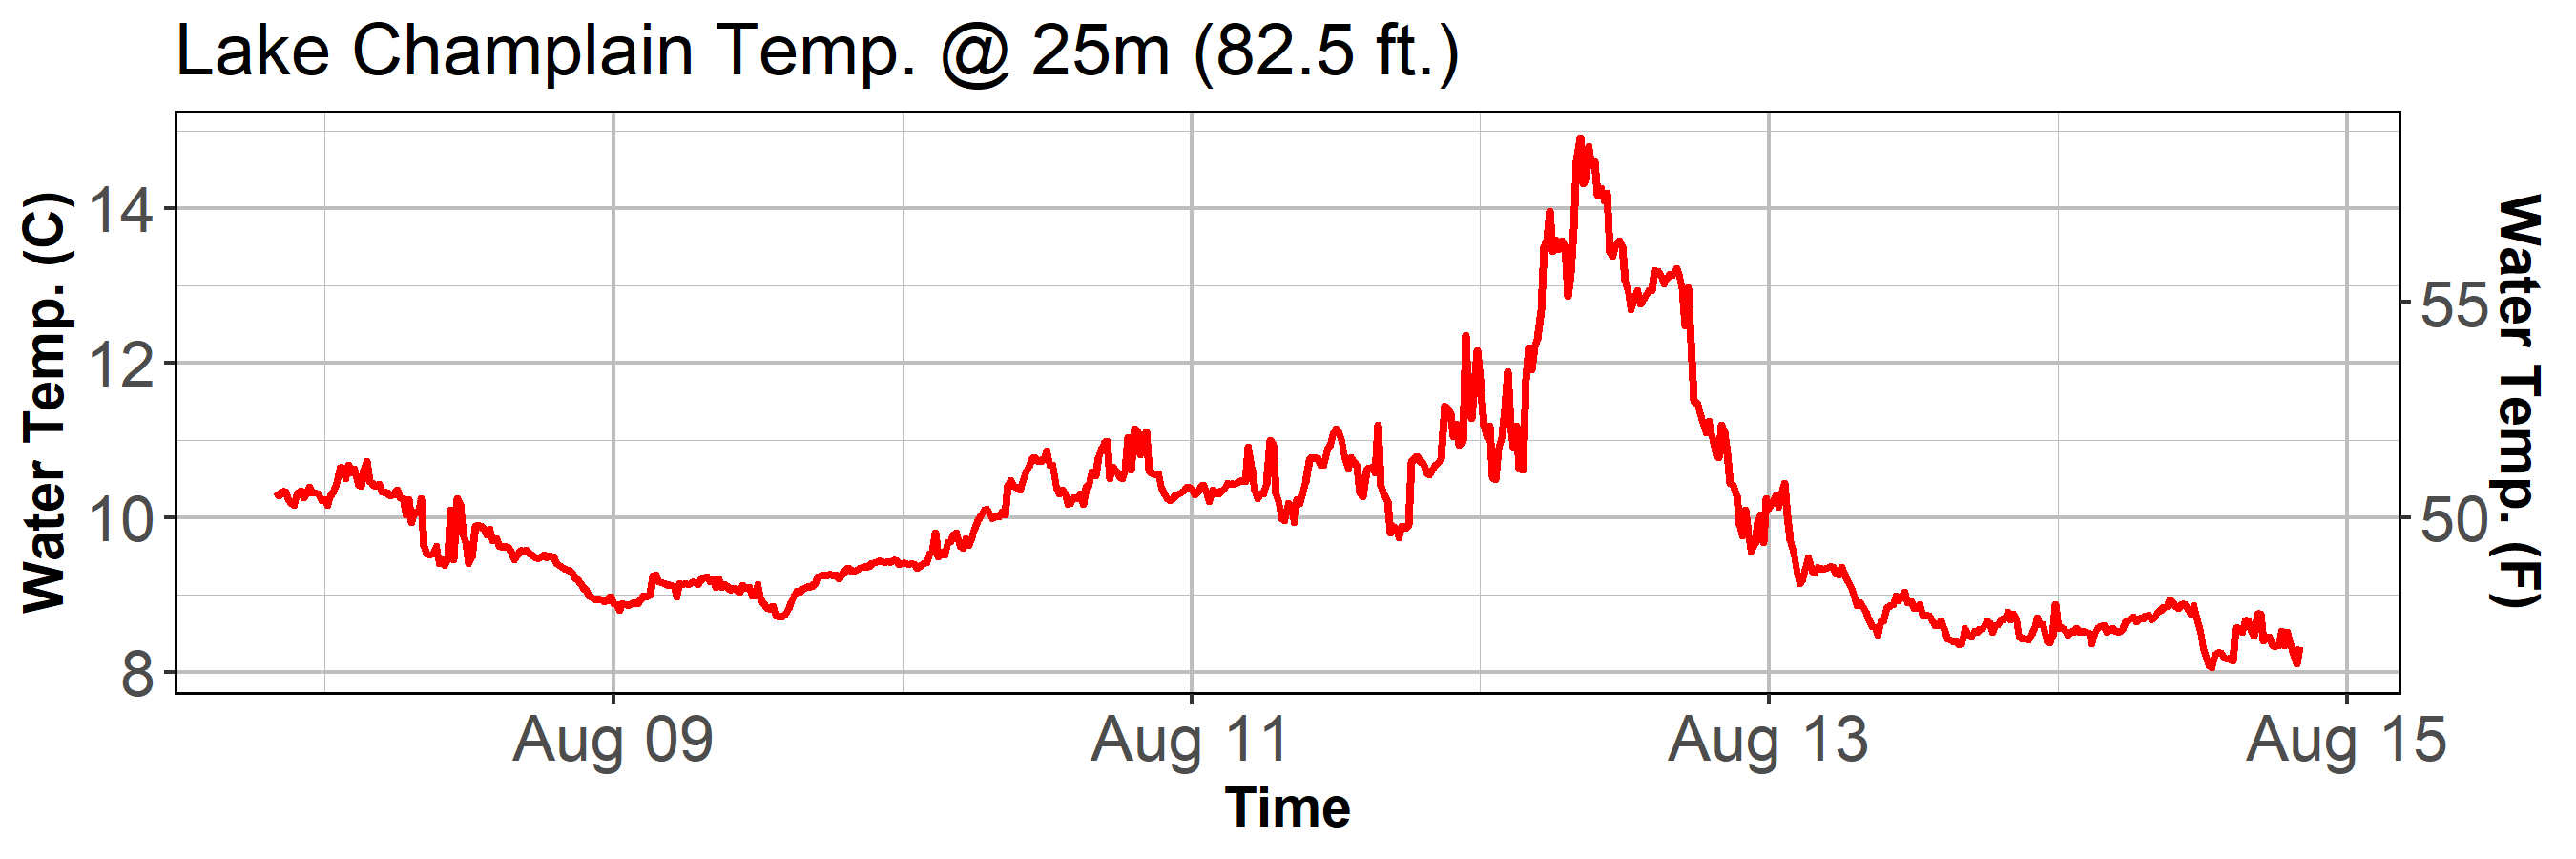 Lake Champlain Temp. @ 25m (82.5 ft.)
Water Temp. (C)
14
12
10
8
55
50
Water Temp. (F)
Aug 09
Aug 11
Aug 13
Aug 15
Time